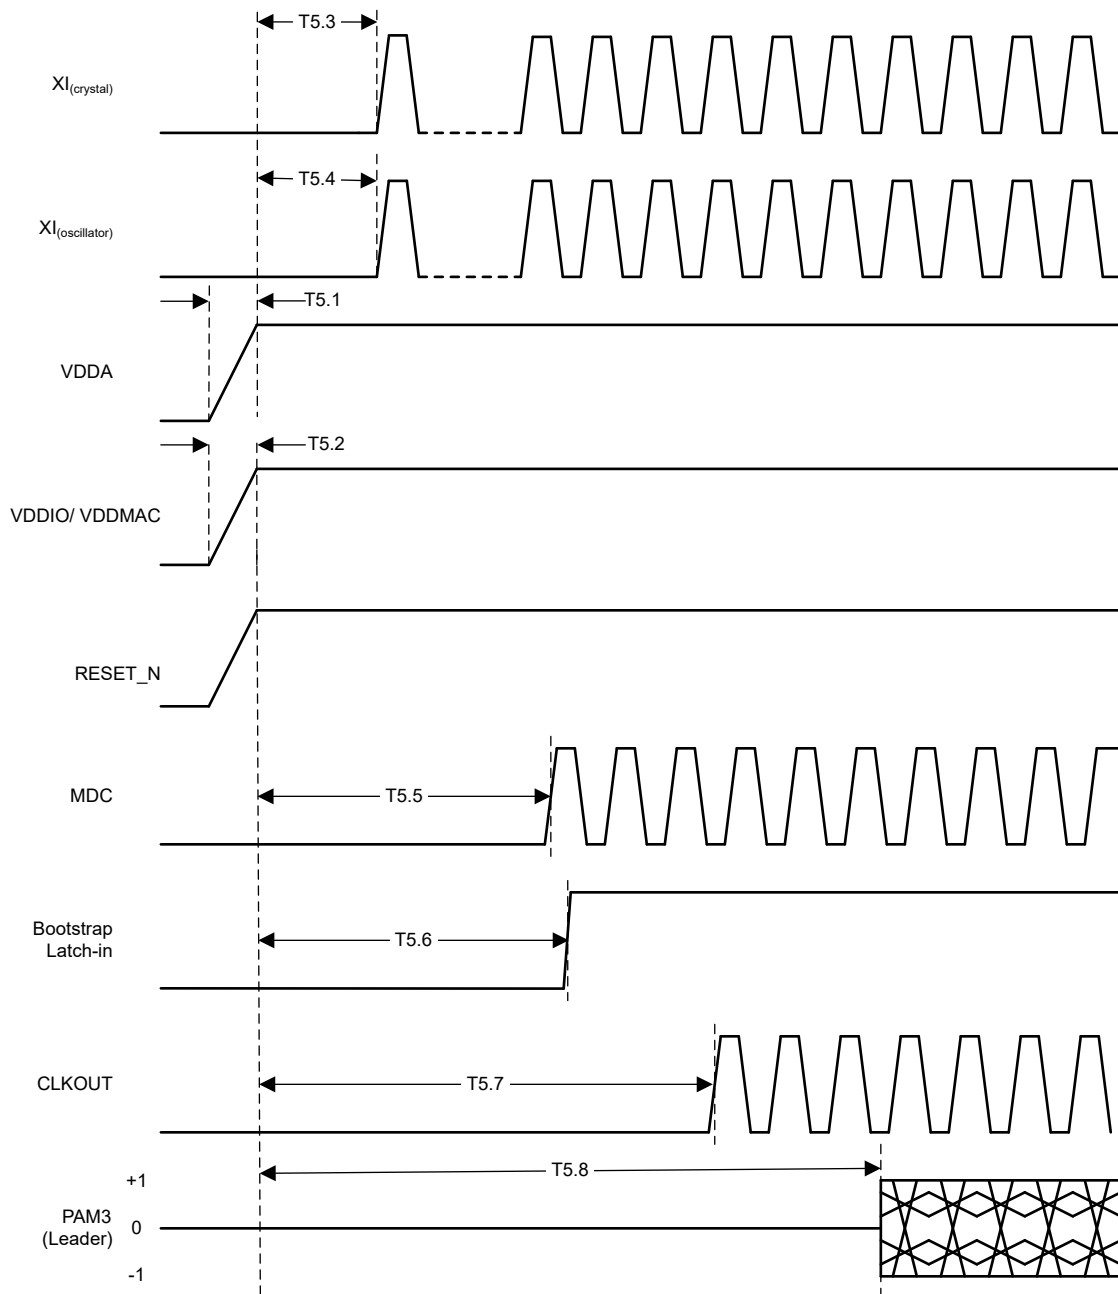 T5.3
XI(crystal)
T5.4
XI(oscillator)
T5.1
VDDA
T5.2
VDDIO/ VDDMAC
RESET_N
MDC
T5.5
Bootstrap
Latch-in
T5.6
CLKOUT
T5.7
T5.8
+1
PAM3
0
(Leader)
-1